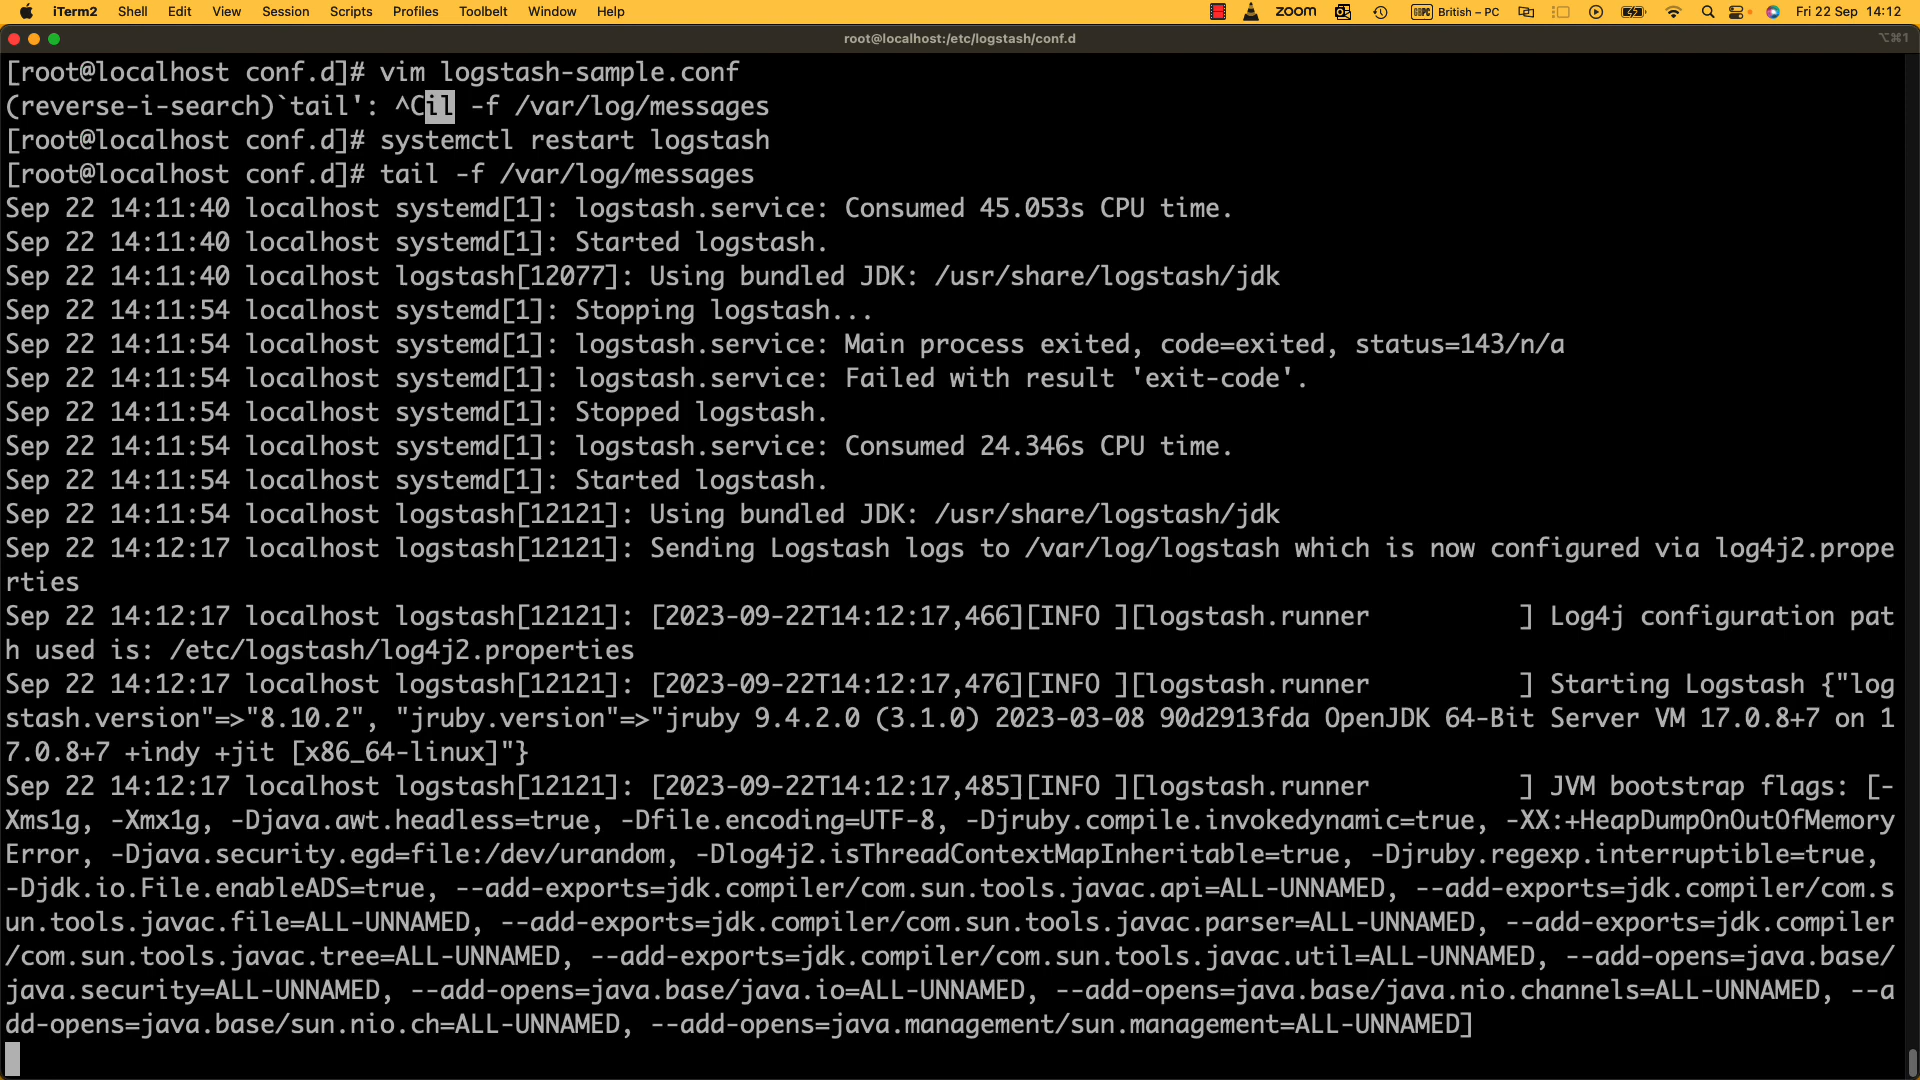 iTerm2 Shell Edit View Session Scripts Profiles Toolbelt Window Help zoom British – PC Fri 22 Sep 14:12
root@localhost:/etc/logstash/conf.d ⌥⌘1
[root@localhost conf.d]# vim logstash-sample.conf
(reverse-i-search)`tail': ^Cil -f /var/log/messages
[root@localhost conf.d]# systemctl restart logstash
[root@localhost conf.d]# tail -f /var/log/messages
Sep 22 14:11:40 localhost systemd[1]: logstash.service: Consumed 45.053s CPU time.
Sep 22 14:11:40 localhost systemd[1]: Started logstash.
Sep 22 14:11:40 localhost logstash[12077]: Using bundled JDK: /usr/share/logstash/jdk
Sep 22 14:11:54 localhost systemd[1]: Stopping logstash...
Sep 22 14:11:54 localhost systemd[1]: logstash.service: Main process exited, code=exited, status=143/n/a
Sep 22 14:11:54 localhost systemd[1]: logstash.service: Failed with result 'exit-code'.
Sep 22 14:11:54 localhost systemd[1]: Stopped logstash.
Sep 22 14:11:54 localhost systemd[1]: logstash.service: Consumed 24.346s CPU time.
Sep 22 14:11:54 localhost systemd[1]: Started logstash.
Sep 22 14:11:54 localhost logstash[12121]: Using bundled JDK: /usr/share/logstash/jdk
Sep 22 14:12:17 localhost logstash[12121]: Sending Logstash logs to /var/log/logstash which is now configured via log4j2.prope
rties
Sep 22 14:12:17 localhost logstash[12121]: [2023-09-22T14:12:17,466][INFO ][logstash.runner          ] Log4j configuration pat
h used is: /etc/logstash/log4j2.properties
Sep 22 14:12:17 localhost logstash[12121]: [2023-09-22T14:12:17,476][INFO ][logstash.runner          ] Starting Logstash {"log
stash.version"=>"8.10.2", "jruby.version"=>"jruby 9.4.2.0 (3.1.0) 2023-03-08 90d2913fda OpenJDK 64-Bit Server VM 17.0.8+7 on 1
7.0.8+7 +indy +jit [x86_64-linux]"}
Sep 22 14:12:17 localhost logstash[12121]: [2023-09-22T14:12:17,485][INFO ][logstash.runner          ] JVM bootstrap flags: [-
Xms1g, -Xmx1g, -Djava.awt.headless=true, -Dfile.encoding=UTF-8, -Djruby.compile.invokedynamic=true, -XX:+HeapDumpOnOutOfMemory
Error, -Djava.security.egd=file:/dev/urandom, -Dlog4j2.isThreadContextMapInheritable=true, -Djruby.regexp.interruptible=true, 
-Djdk.io.File.enableADS=true, --add-exports=jdk.compiler/com.sun.tools.javac.api=ALL-UNNAMED, --add-exports=jdk.compiler/com.s
un.tools.javac.file=ALL-UNNAMED, --add-exports=jdk.compiler/com.sun.tools.javac.parser=ALL-UNNAMED, --add-exports=jdk.compiler
/com.sun.tools.javac.tree=ALL-UNNAMED, --add-exports=jdk.compiler/com.sun.tools.javac.util=ALL-UNNAMED, --add-opens=java.base/
java.security=ALL-UNNAMED, --add-opens=java.base/java.io=ALL-UNNAMED, --add-opens=java.base/java.nio.channels=ALL-UNNAMED, --a
dd-opens=java.base/sun.nio.ch=ALL-UNNAMED, --add-opens=java.management/sun.management=ALL-UNNAMED]